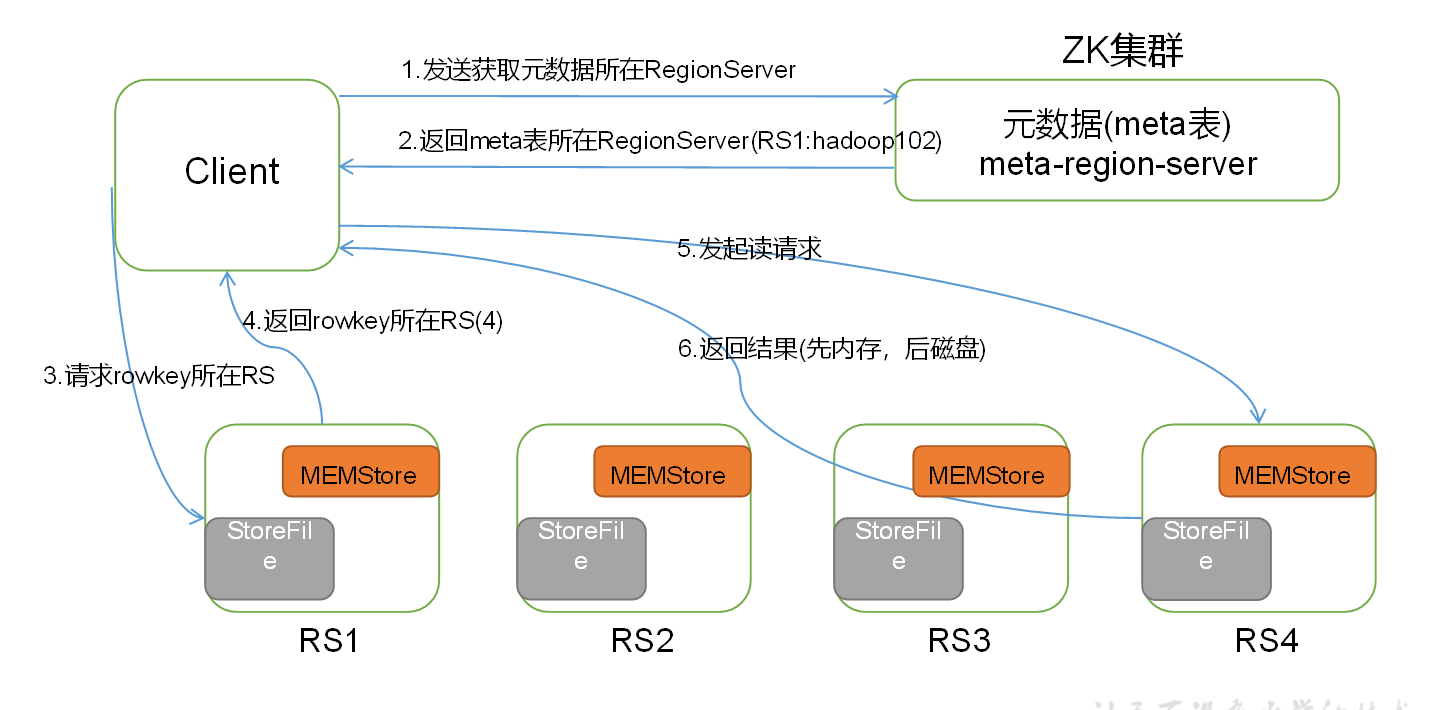 ZK集群
1.发送获取元数据所在RegionServer
元数据(meta表)
2.返回meta表所在RegionServer(RS1:hadoop102)
meta-region-server
Client
5.发起读请求
4.返回rowkey所在RS(4)
6.返回结果(先内存，后磁盘)
3.请求rowkey所在RS
MEMStore
MEMStore
MEMStore
MEMStore
StoreFil
e
StoreFil
e
StoreFil
e
StoreFil
e
RS1
RS2
RS3
RS4